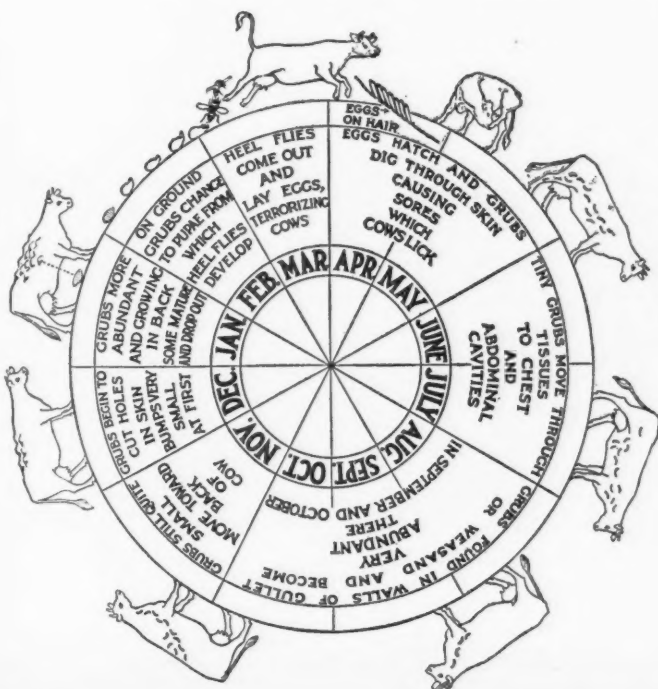 JAN.
FEB.
MAR.
APR.
MAY
JUNE
JULY
AUG.
SEPT.
OCT.
NOV.
DEC.
GRUBS MORE
ABUNDANT
AND GROWING
IN BACK
SOME MATURE
AND DROP OUT
ON GROUND
GRUBS CHANGE
TO PUPAE FROM
WHICH
HEEL FLIES
DEVELOP
HEEL FLIES
COME OUT
AND
LAY EGGS,
TERRORIZING
COWS
EGGS→
ON HAIR
EGGS HATCH AND GRUBS
DIG THROUGH SKIN
CAUSING
SORES
WHICH
COWS LICK
TINY GRUBS MOVE THROUGH
TISSUES
TO CHEST
AND
ABDOMINAL
CAVITIES
GRUBS FOUND IN WALLS OF GULLET
OR WEASAND AND BECOME
VERY
ABUNDANT
THERE
IN SEPTEMBER AND OCTOBER
GRUBS STILL QUITE
SMALL
MOVE TOWARD
BACK
OF
COW
GRUBS BEGIN TO
CUT HOLES
IN SKIN
BUMPS VERY
SMALL
AT FIRST